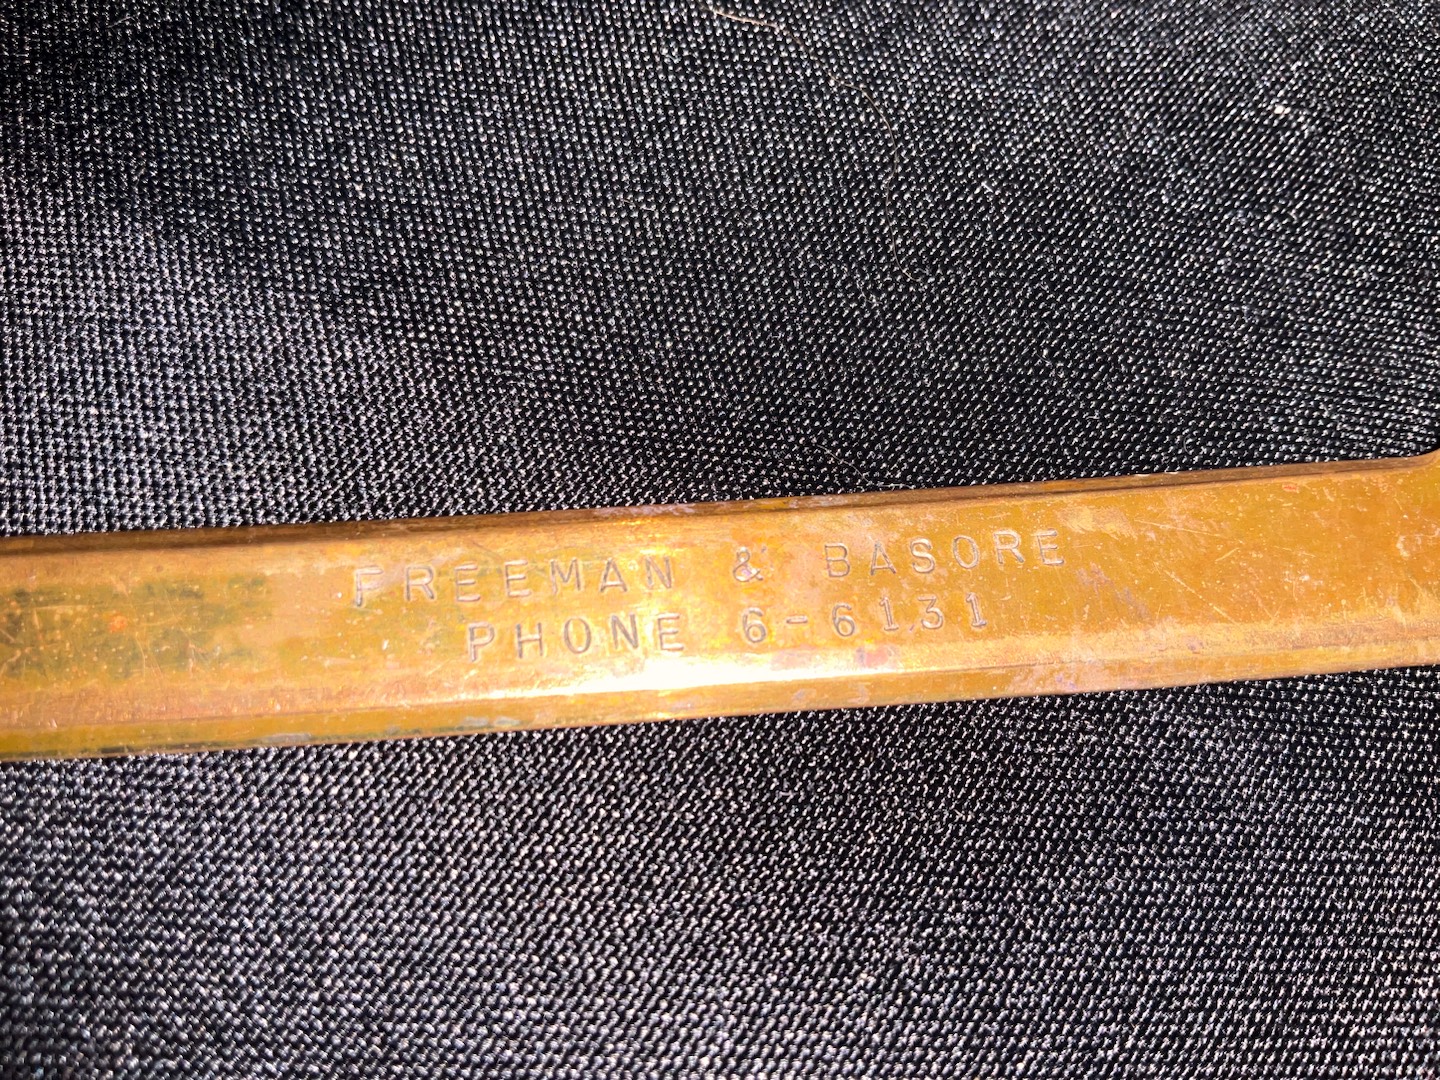 FREEMAN & BASORE
PHONE 6-6131